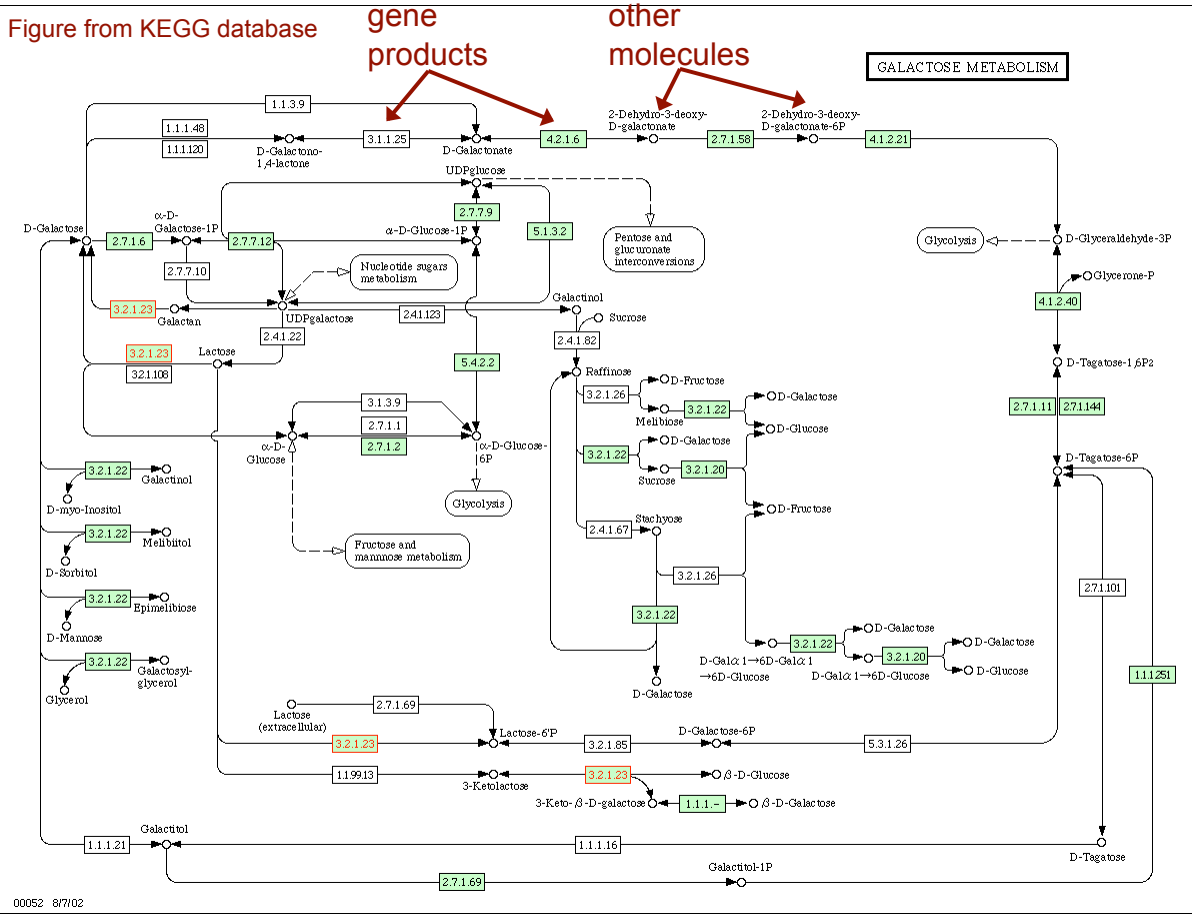 Figure from KEGG database
gene
products
other
molecules
GALACTOSE METABOLISM
1.1.3.9
1.1.1.48
1.1.1.120
D-Galactono-
1,4-lactone
3.1.1.25
D-Galactonate
4.2.1.6
2-Dehydro-3-deoxy-
D-galactonate
2.7.1.58
2-Dehydro-3-deoxy-
D-galactonate-6P
4.1.2.21
UDPglucose
2.7.7.9
5.1.3.2
Pentose and
glucuronate
interconversions
D-Galactose
2.7.1.6
α-D-
Galactose-1P
2.7.7.12
α-D-Glucose-1P
Glycolysis
D-Glyceraldehyde-3P
2.7.7.10
Nucleotide sugars
metabolism
Glycerone-P
4.1.2.40
3.2.1.23
Galactan
UDPgalactose
2.4.1.123
Galactinol
Sucrose
2.4.1.22
2.4.1.82
3.2.1.23
3.2.1.108
Lactose
5.4.2.2
Raffinose
D-Tagatose-1,6P2
3.2.1.26
D-Fructose
Melibiose
3.2.1.22
D-Galactose
D-Glucose
2.7.1.11
2.7.1.144
3.1.3.9
2.7.1.1
2.7.1.2
α-D-
Glucose
α-D-Glucose-
6P
3.2.1.22
D-Galactose
Sucrose
3.2.1.20
D-Tagatose-6P
3.2.1.22
Galactinol
D-myo-Inositol
Glycolysis
D-Fructose
3.2.1.22
Melibiitol
D-Sorbitol
2.4.1.67
Stachyose
Fructose and
mannnose metabolism
3.2.1.26
2.7.1.101
3.2.1.22
Epimelibiose
D-Mannose
3.2.1.22
3.2.1.22
Galactosyl-
glycerol
Glycerol
D-Galα1→6D-Galα1
→6D-Glucose
3.2.1.22
D-Galactose
D-Galα1→6D-Glucose
3.2.1.20
D-Galactose
D-Glucose
1.1.1251
D-Galactose
Lactose
(extracellular)
2.7.1.69
3.2.1.23
Lactose-6'P
3.2.1.85
D-Galactose-6P
5.3.1.26
1.1.99.13
3-Ketolactose
3.2.1.23
β-D-Glucose
3-Keto-β-D-galactose
1.1.1.-
β-D-Galactose
1.1.1.21
Galactitol
1.1.1.16
D-Tagatose
2.7.1.69
Galactitol-1P
00052 8/7/02